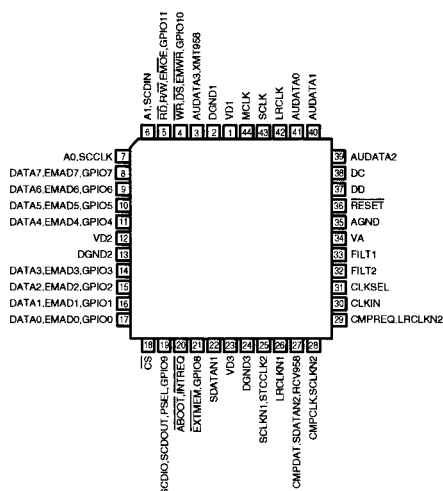 A1,SCDIN
RD,R/W,EMOE,GPIO11
WR,DS,EMWR,GPIO10
AUDATA3,XMT958
DGND1
VD1
MCLK
SCLK
LRCLK
AUDATA0
AUDATA1
6 5 4 3 2 1 44 43 42 41 40
A0,SCCLK 7
DATA7,EMAD7,GPIO7 8
DATA6,EMAD6,GPIO6 9
DATA5,EMAD5,GPIO5 10
DATA4,EMAD4,GPIO4 11
VD2 12
DGND2 13
DATA3,EMAD3,GPIO3 14
DATA2,EMAD2,GPIO2 15
DATA1,EMAD1,GPIO1 16
DATA0,EMAD0,GPIO0 17
39 AUDATA2
38 DC
37 DD
36 RESET
35 AGND
34 VA
33 FILT1
32 FILT2
31 CLKSEL
30 CLKIN
29 CMPREQ,LRCLKN2
18 19 20 21 22 23 24 25 26 27 28
CS
SCDIO,SCDOUT,PSEL,GPIO9
ABOOT,INTREQ
EXTMEM,GPIO8
SDATAN1
VD3
DGND3
SCLKN1,STCCLK2
LRCLKN1
CMPDAT,SDATAN2,RCV958
CMPCLK,SCLKN2